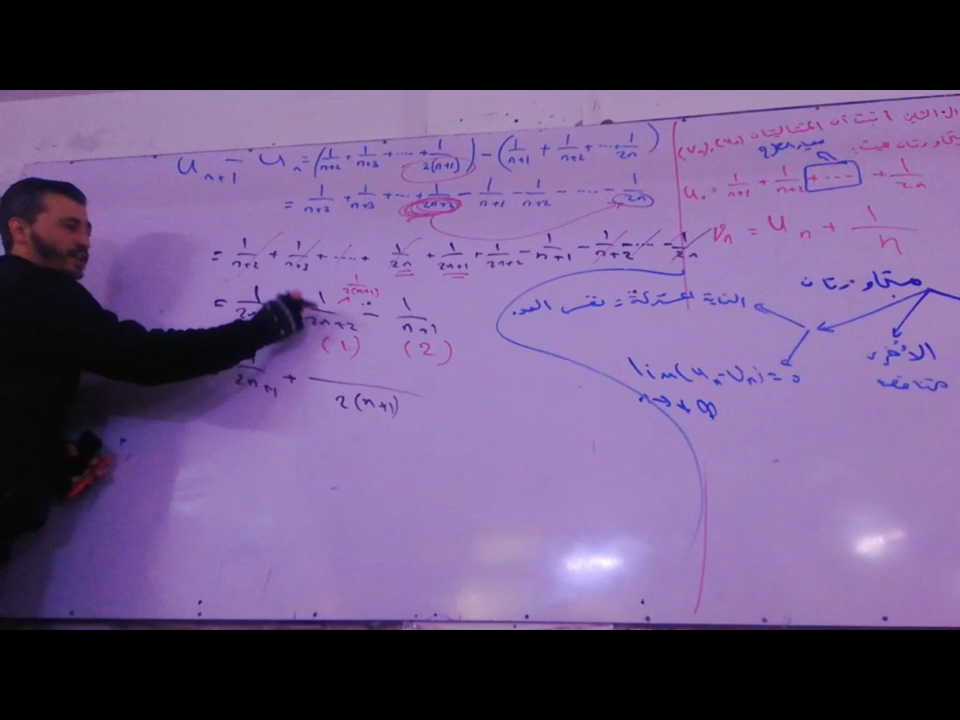 u_{n+1} - u_n = (1/(n+2) + 1/(n+3) + ... + 1/(2(n+1))) - (1/(n+1) + 1/(n+2) + ... + 1/(2n))
= 1/(n+2) + 1/(n+3) + ... + 1/(2n+2) - 1/(n+1) - 1/(n+2) - ... - 1/(2n)
= 1/(n+2) + 1/(n+3) + ... + 1/(2n) + 1/(2n+1) + 1/(2n+2) - 1/(n+1) - 1/(n+2) - ... - 1/(2n)
1/(2(n+1))
1/(2n+2) - 1/(n+1)
(1) (2)
2n+1 + 2(n+1)
المتتاليتان (u_n), (v_n)
u_n = 1/(n+1) + 1/(n+2) + ... + 1/(2n)
v_n = u_n + 1/n
متجاورتان
النهاية المشتركة = نفس العدد
lim(u_n - v_n) = 0
n → +∞
الأخرى
متناقصة